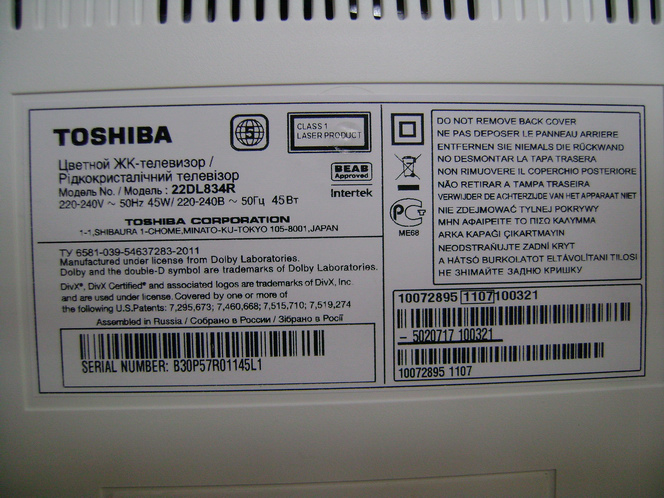 TOSHIBA
5
CLASS 1
LASER PRODUCT
Цветной ЖК-телевизор /
Рідкокристалічний телевізор
Модель No. / Модель : 22DL834R
220-240V ~ 50Hz 45W/ 220-240В ~ 50Гц 45 Вт
BEAB
Approved
Intertek
TOSHIBA CORPORATION
1-1, SHIBAURA 1-CHOME, MINATO-KU-TOKYO 105-8001, JAPAN
ТУ 6581-039-54637283-2011
Manufactured under license from Dolby Laboratories.
Dolby and the double-D symbol are trademarks of Dolby Laboratories.
DivX®, DivX Certified® and associated logos are trademarks of DivX, Inc.
and are used under license. Covered by one or more of
the following U.S.Patents: 7,295,673; 7,460,668; 7,515,710; 7,519,274
Assembled in Russia / Собрано в России / Зібрано в Росії
SERIAL NUMBER: B30P57R01145L1
ME68
DO NOT REMOVE BACK COVER
NE PAS DEPOSER LE PANNEAU ARRIERE
ENTFERNEN SIE NIEMALS DIE RÜCKWAND
NO DESMONTAR LA TAPA TRASERA
NON RIMUOVERE IL COPERCHIO POSTERIORE
NÃO RETIRAR A TAMPA TRASEIRA
VERWIJDER DE ACHTERZIJDE VAN HET APPARAAT NIET
NIE ZDEJMOWAĆ TYLNEJ POKRYWY
ΜΗΝ ΑΦΑΙΡΕΙΤΕ ΤΟ ΠΙΣΩ ΚΑΛΥΜΜΑ
ARKA KAPAĞI ÇIKARTMAYIN
NEODSTRAŇUJTE ZADNÍ KRYT
A HÁTSÓ BURKOLATOT ELTÁVOLÍTANI TILOSI
НЕ ЗНІМАЙТЕ ЗАДНЮ КРИШКУ
10072895 1107 100321
- 5020717 100321
10072895 1107